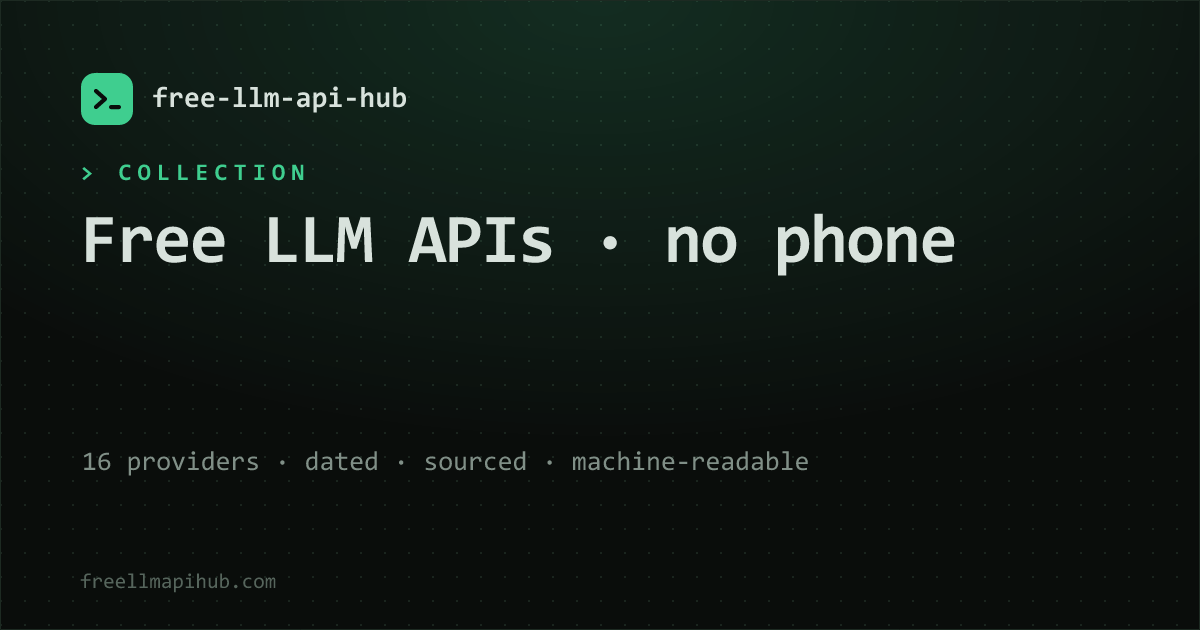 free-llm-api-hub
> COLLECTION
Free LLM APIs · no phone
16 providers · dated · sourced · machine-readable
freellmapihub.com